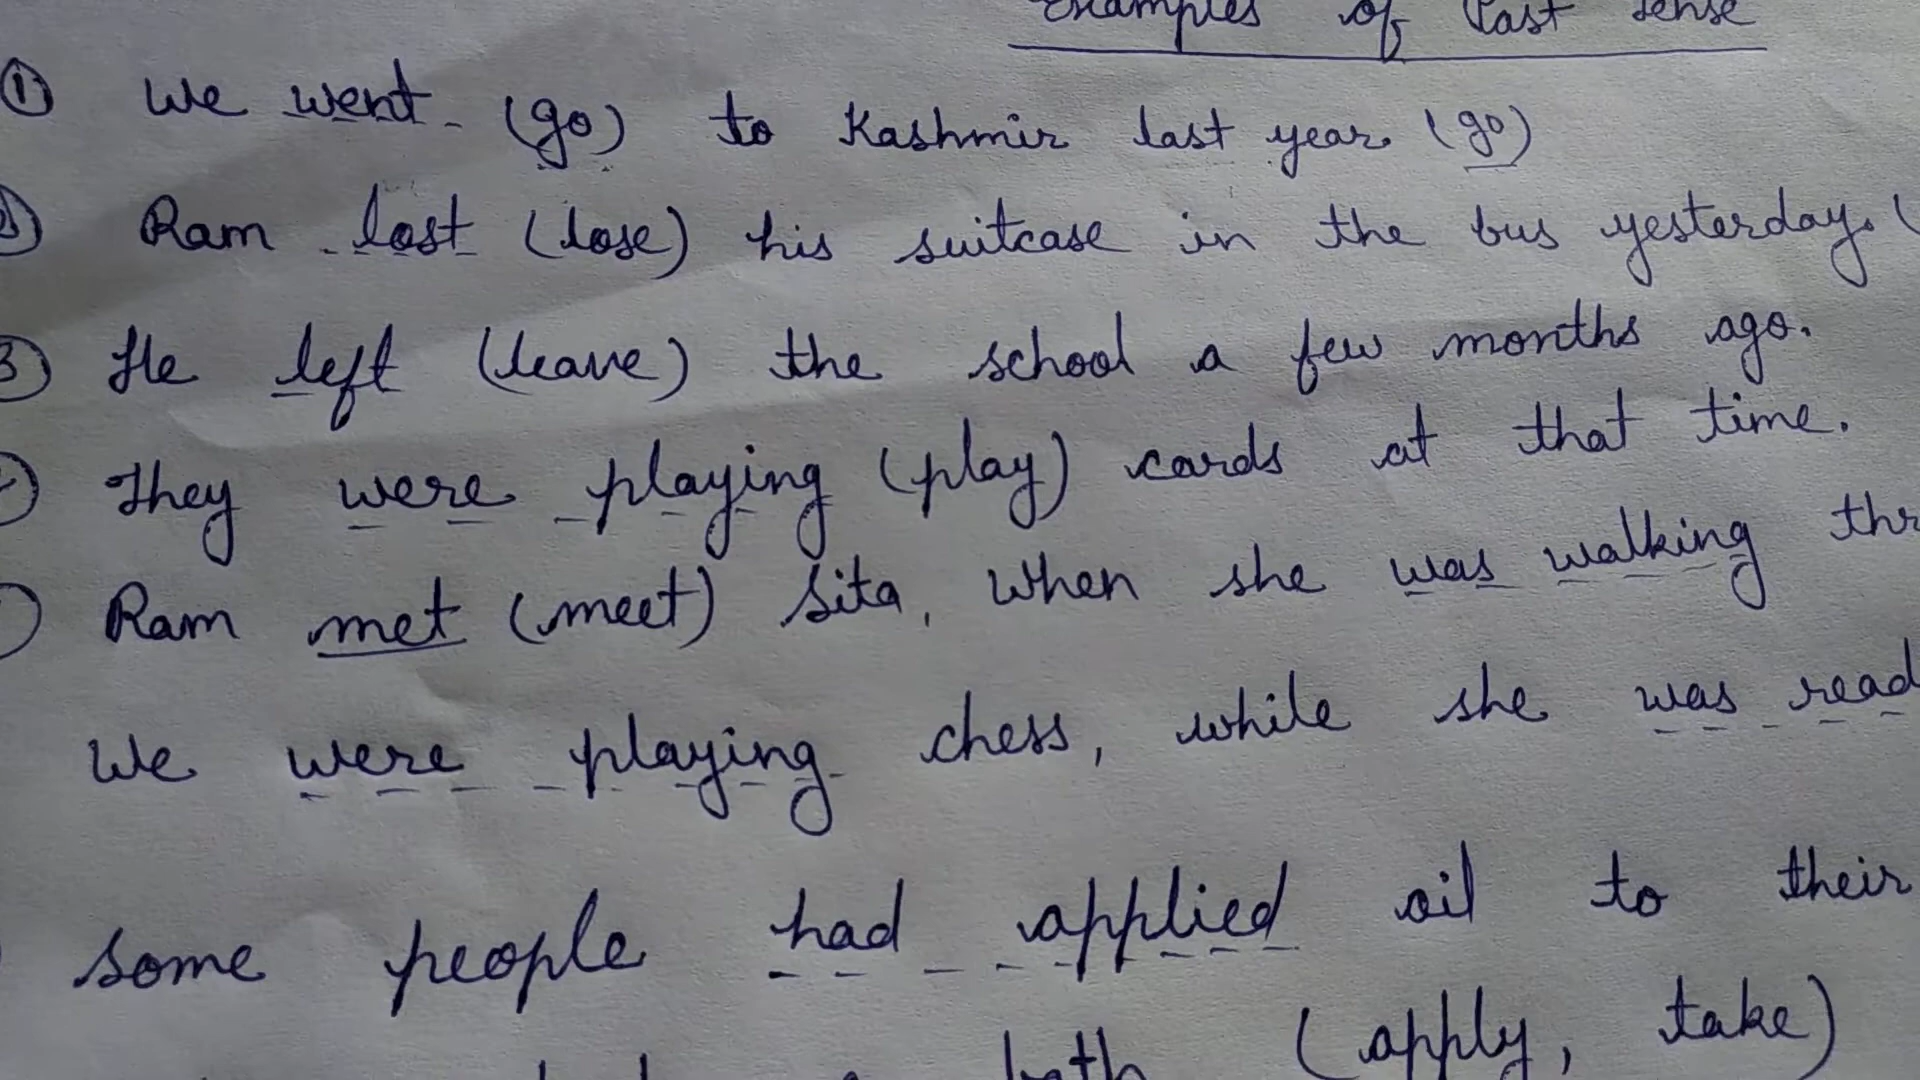 Examples of Past tense
① We went (go) to Kashmir last year. (go)
Ram lost (lose) his suitcase in the bus yesterday. (
3 He left (leave) the school a few months ago.
They were playing (play) cards at that time.
Ram met (meet) Sita, when she was walking thr
We were playing chess, while she was read
some people had applied oil to their
bath (apply, take)